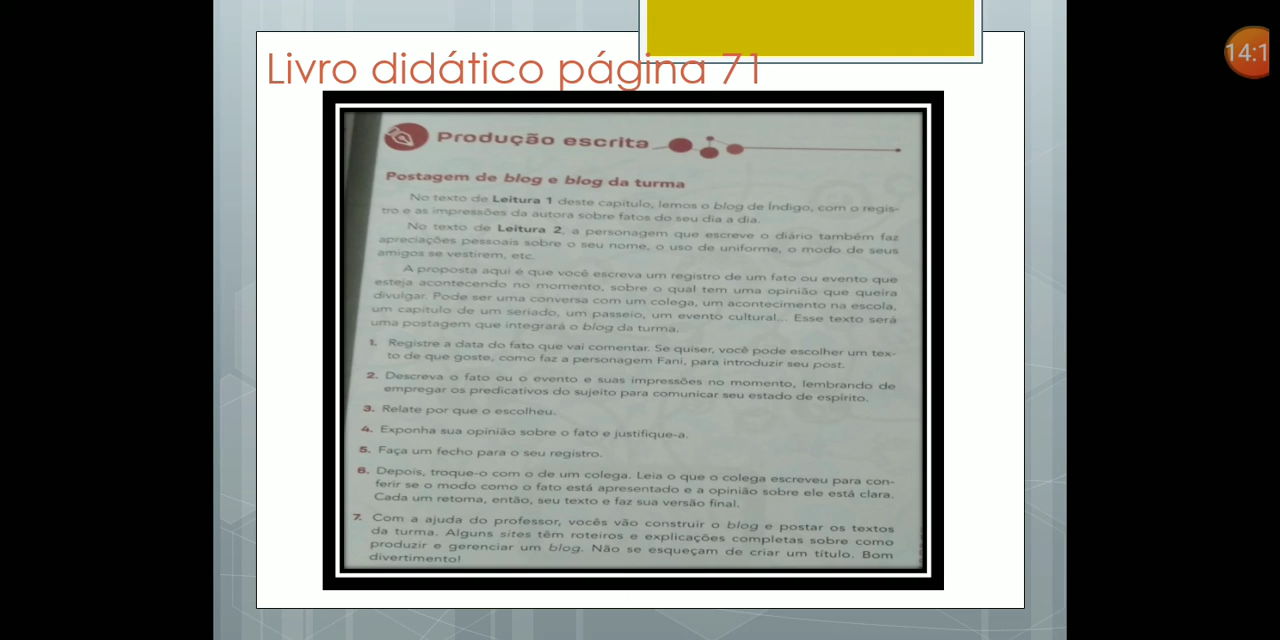 Livro didático página 71
14:1
Produção escrita
Postagem de blog e blog da turma
No texto de Leitura 1 deste capítulo, lemos o blog de Índigo, com o regis-
tro e as impressões da autora sobre fatos do seu dia a dia.
No texto de Leitura 2, a personagem que escreve o diário também faz
apreciações pessoais sobre o seu nome, o uso de uniforme, o modo de seus
amigos se vestirem, etc.
A proposta aqui é que você escreva um registro de um fato ou evento que
esteja acontecendo no momento, sobre o qual tem uma opinião que queira
divulgar. Pode ser uma conversa com um colega, um acontecimento na escola,
um capítulo de um seriado, um passeio, um evento cultural... Esse texto será
uma postagem que integrará o blog da turma.
1. Registre a data do fato que vai comentar. Se quiser, você pode escolher um tex-
to de que goste, como faz a personagem Fani, para introduzir seu post.
2. Descreva o fato ou o evento e suas impressões no momento, lembrando de
empregar os predicativos do sujeito para comunicar seu estado de espírito.
3. Relate por que o escolheu.
4. Exponha sua opinião sobre o fato e justifique-a.
5. Faça um fecho para o seu registro.
6. Depois, troque-o com o de um colega. Leia o que o colega escreveu para con-
ferir se o modo como o fato está apresentado e a opinião sobre ele está clara.
Cada um retoma, então, seu texto e faz sua versão final.
7. Com a ajuda do professor, vocês vão construir o blog e postar os textos
da turma. Alguns sites têm roteiros e explicações completas sobre como
produzir e gerenciar um blog. Não se esqueçam de criar um título. Bom
divertimento!